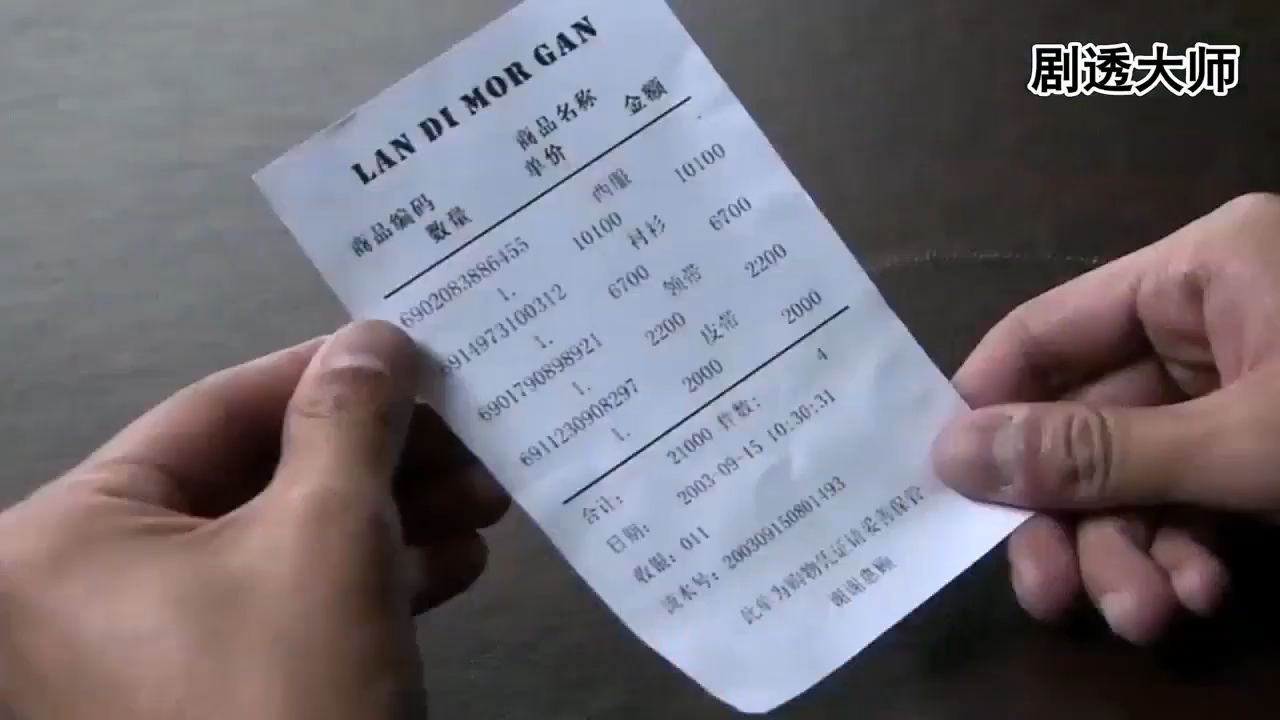 剧透大师
LAN DI MOR GAN
商品编码 商品名称 金额
数量 单价
6902083886455 西服 10100
1. 10100
6914973100312 衬衫 6700
1. 6700
6901790898921 领带 2200
1. 2200
6911230908297 皮带 2000
1. 2000
合计: 21000 件数: 4
日期: 2003-09-15 10:30:31
收银: 011
流水号: 200309150801493
此单为购物凭证请妥善保管
谢谢惠顾